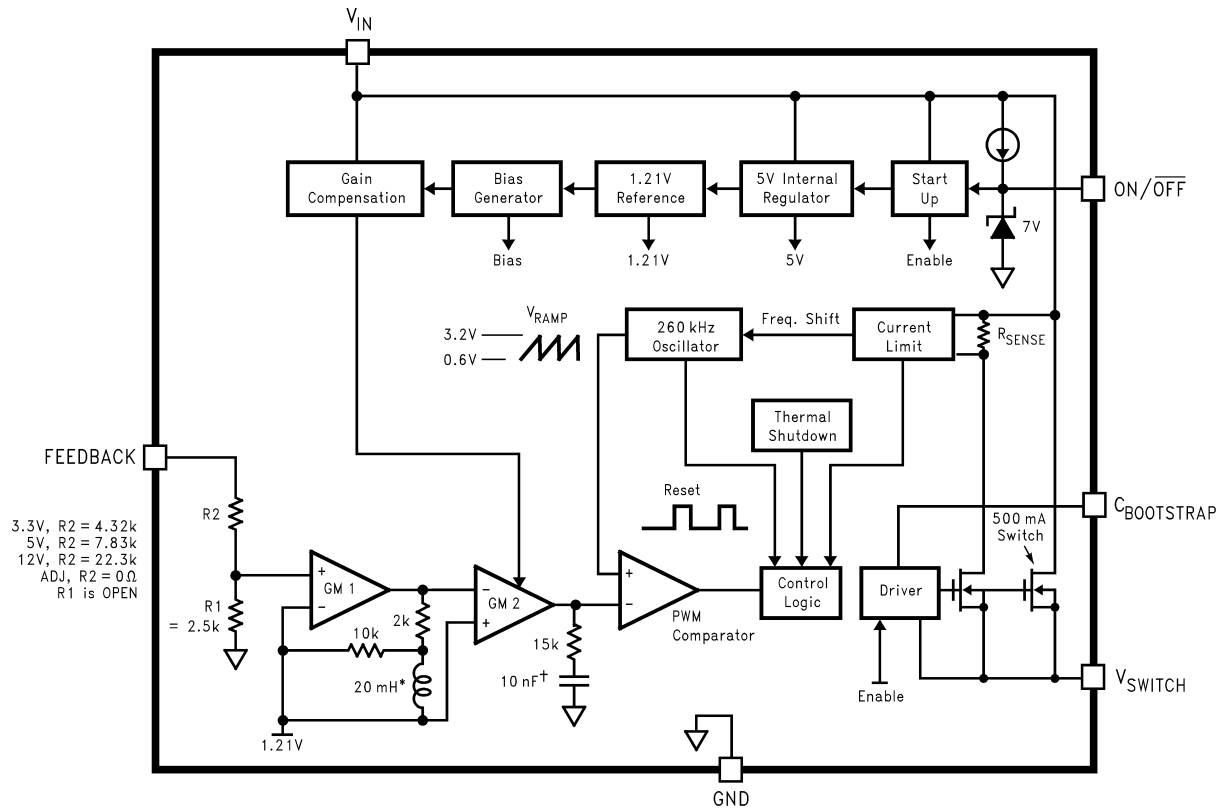 VIN
Gain
Compensation
Bias
Generator
1.21V
Reference
5V Internal
Regulator
Start
Up
ON/OFF
7V
Bias
1.21V
5V
Enable
VRAMP
3.2V
0.6V
260 kHz
Oscillator
Freq. Shift
Current
Limit
RSENSE
Thermal
Shutdown
FEEDBACK
Reset
R2
3.3V, R2 = 4.32k
5V, R2 = 7.83k
12V, R2 = 22.3k
ADJ, R2 = 0Ω
R1 is OPEN
CBOOTSTRAP
500 mA
Switch
+
GM 1
−
−
GM 2
+
+
−
PWM
Comparator
Control
Logic
Driver
R1
= 2.5k
2k
10k
15k
20 mH*
10 nF†
1.21V
Enable
VSWITCH
GND